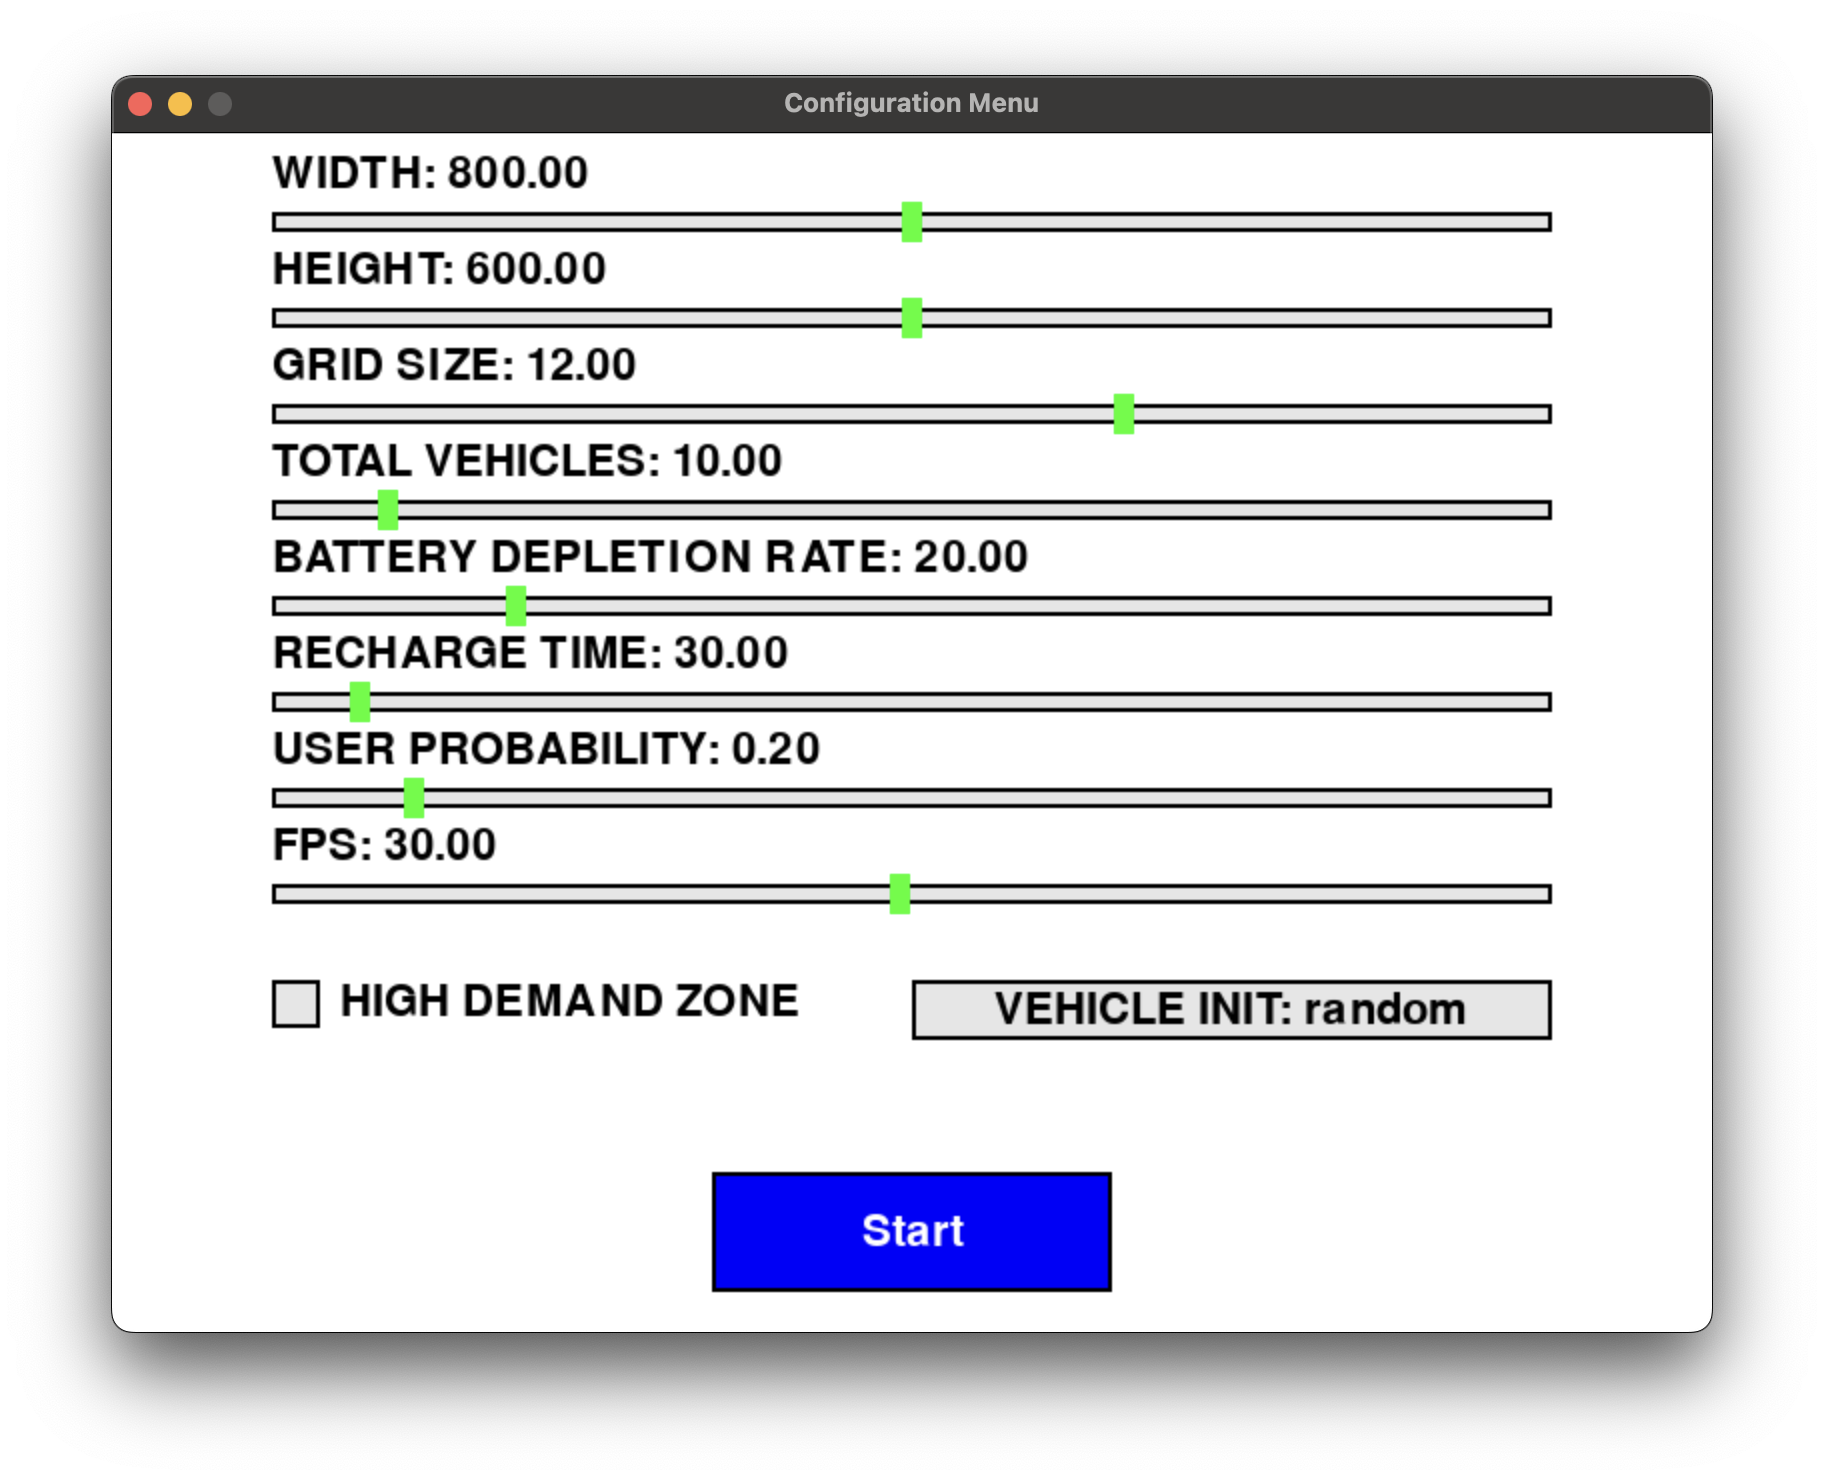 Configuration Menu
WIDTH: 800.00
HEIGHT: 600.00
GRID SIZE: 12.00
TOTAL VEHICLES: 10.00
BATTERY DEPLETION RATE: 20.00
RECHARGE TIME: 30.00
USER PROBABILITY: 0.20
FPS: 30.00
HIGH DEMAND ZONE
VEHICLE INIT: random
Start